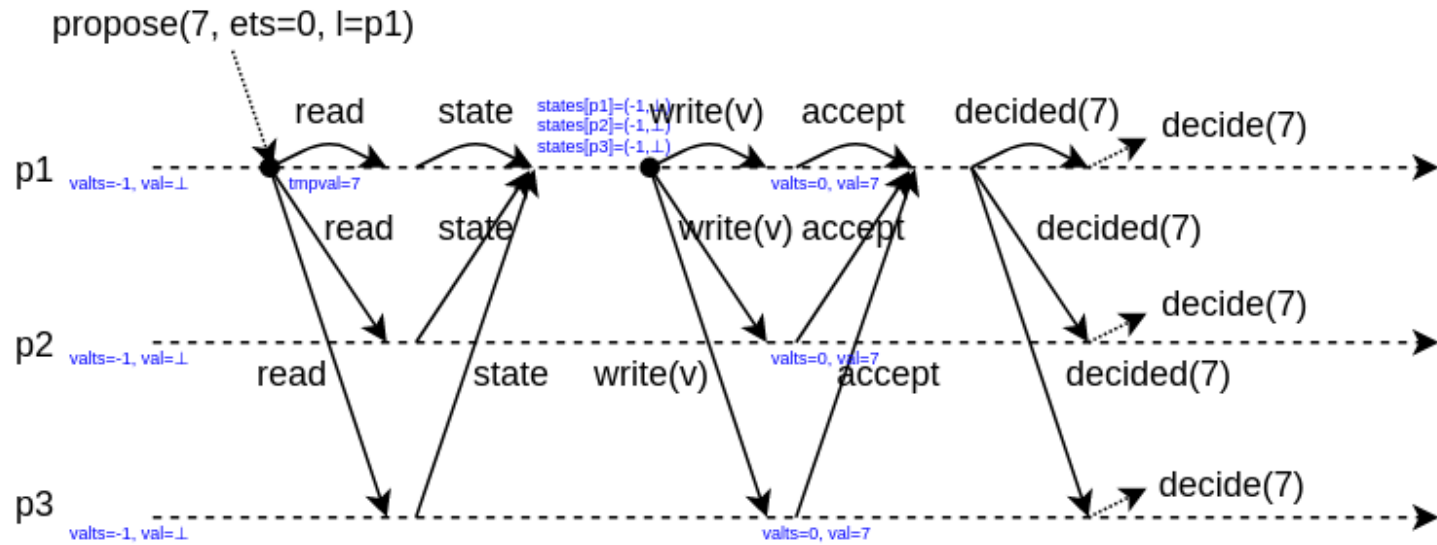 propose(7, ets=0, l=p1)
read
state
states[p1]=(-1,⊥)
write(v)
accept
decided(7)
decide(7)
states[p2]=(-1,⊥)
states[p3]=(-1,⊥)
p1
valts=-1, val=⊥
tmpval=7
valts=0, val=7
read
state
write(v)
accept
decided(7)
decide(7)
p2
valts=-1, val=⊥
valts=0, val=7
read
state
write(v)
accept
decided(7)
decide(7)
p3
valts=-1, val=⊥
valts=0, val=7